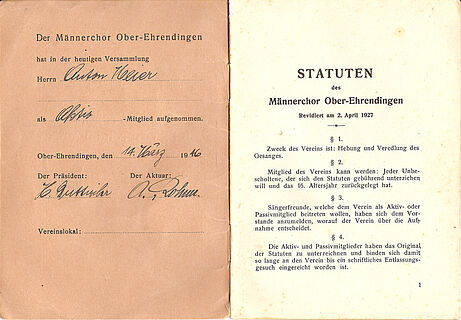 Der Männerchor Ober-Ehrendingen
hat in der heutigen Versammlung
Herrn Anton
als Aktiv -Mitglied aufgenommen.
Ober-Ehrendingen, den 14. März 19
Der Präsident: Der Aktuar:
Vereinslokal:
STATUTEN
des
Männerchor Ober-Ehrendingen
Revidiert am 2. April 1927
§ 1.
Zweck des Vereins ist: Hebung und Veredlung des
Gesanges.
§ 2.
Mitglied des Vereins kann werden: Jeder Unbe-
scholtene, der sich den Statuten gebührend unterziehen
will und das 16. Altersjahr zurückgelegt hat.
§ 3.
Sängerfreunde, welche dem Verein als Aktiv- oder
Passivmitglied beitreten wollen, haben sich dem Vor-
stande anzumelden, worauf der Verein über die Auf-
nahme entscheidet.
§ 4.
Die Aktiv- und Passivmitglieder haben das Original
der Statuten zu unterzeichnen und binden sich damit
so lange an den Verein bis ein schriftliches Entlassungs-
gesuch eingereicht worden ist.
1